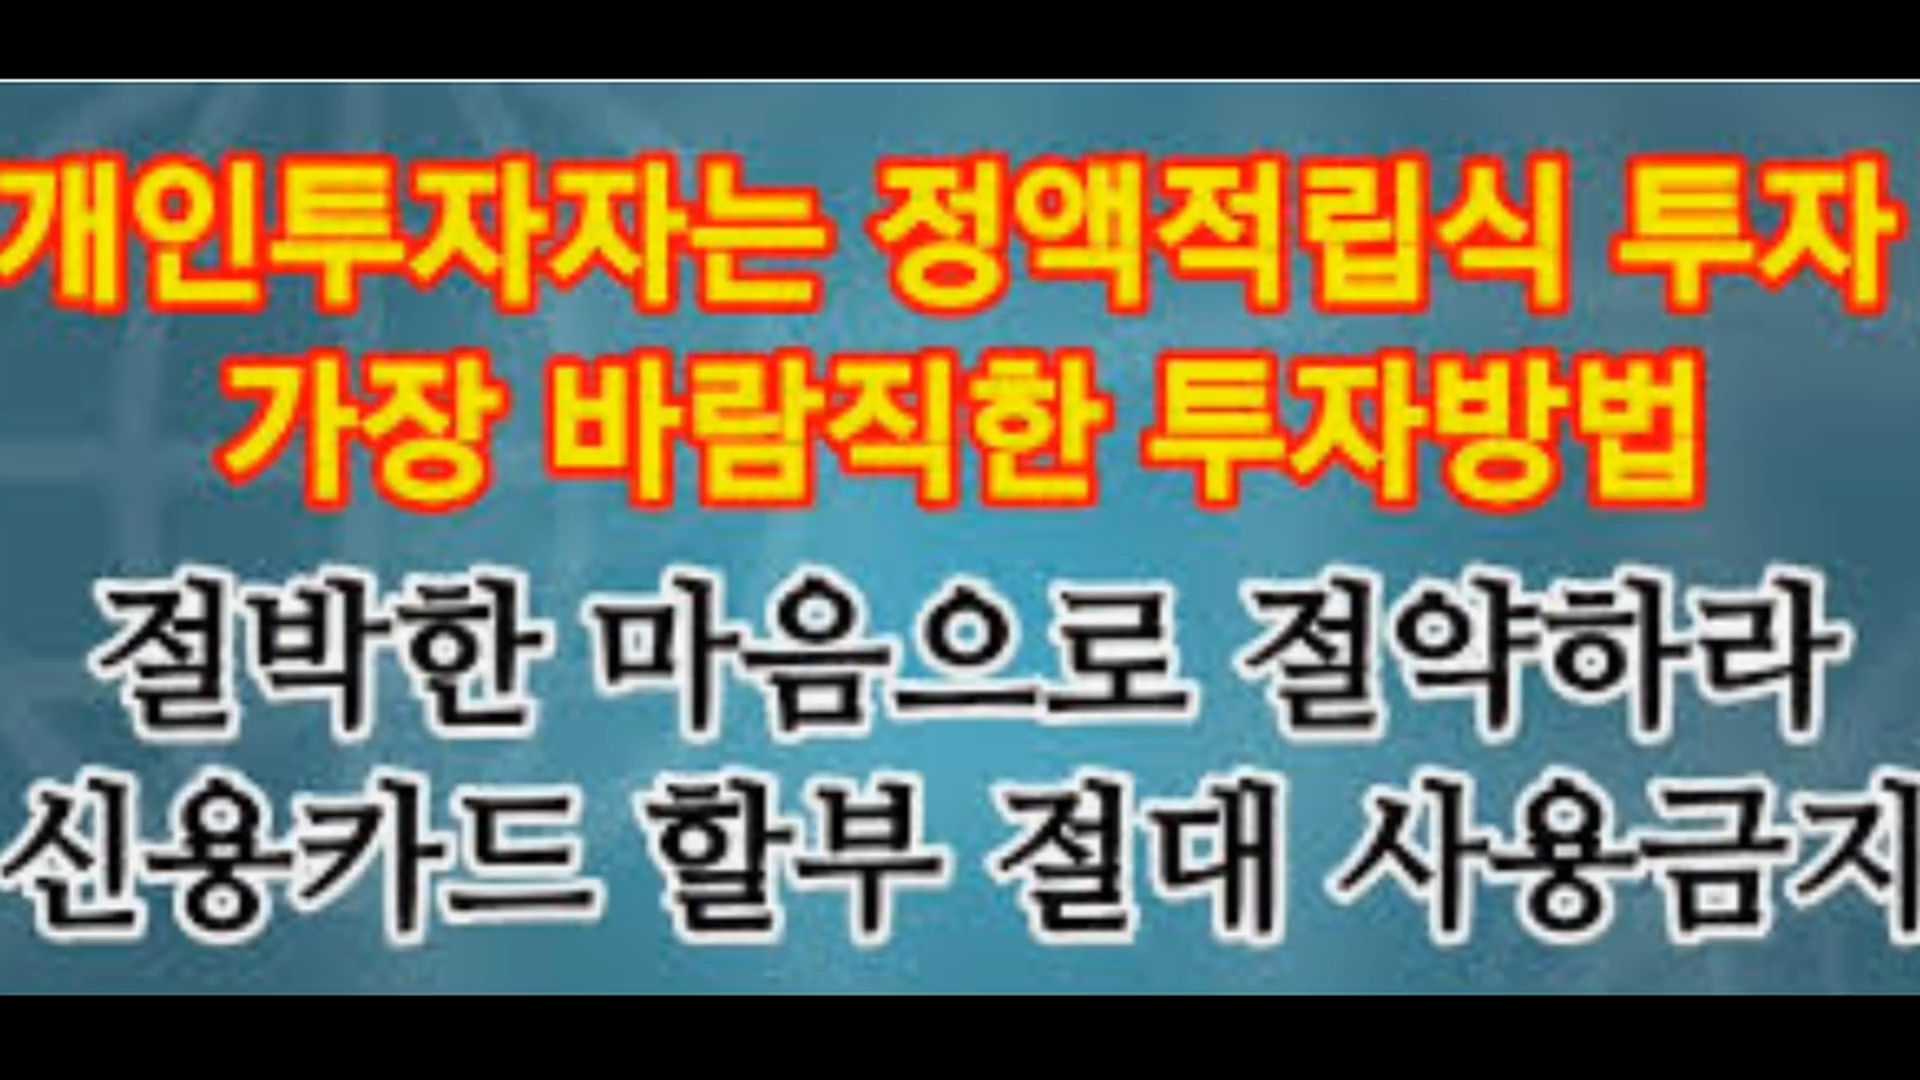 개인투자자는 정액적립식 투자
가장 바람직한 투자방법
절박한 마음으로 절약하라
신용카드 할부 절대 사용금지